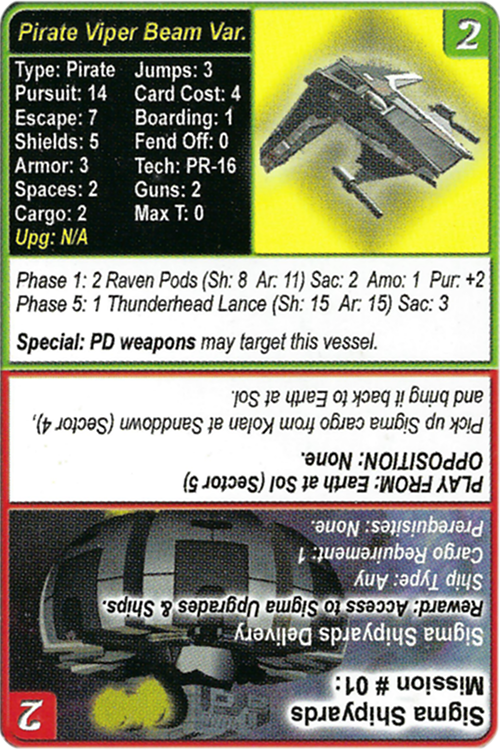 Pirate Viper Beam Var.
2
Type: Pirate Jumps: 3
Pursuit: 14 Card Cost: 4
Escape: 7 Boarding: 1
Shields: 5 Fend Off: 0
Armor: 3 Tech: PR-16
Spaces: 2 Guns: 2
Cargo: 2 Max T: 0
Upg: N/A
Phase 1: 2 Raven Pods (Sh: 8 Ar: 11) Sac: 2 Amo: 1 Pur: +2
Phase 5: 1 Thunderhead Lance (Sh: 15 Ar: 15) Sac: 3
Special: PD weapons may target this vessel.
2
Sigma Shipyards
Mission # 01:
Sigma Shipyards Delivery
Reward: Access to Sigma Upgrades & Ships.
Ship Type: Any
Cargo Requirement: 1
Prerequisites: None.
PLAY FROM: Earth at Sol (Sector 5)
OPPOSITION: None.
Pick up Sigma cargo from Kolan at Sanddown (Sector 4),
and bring it back to Earth at Sol.